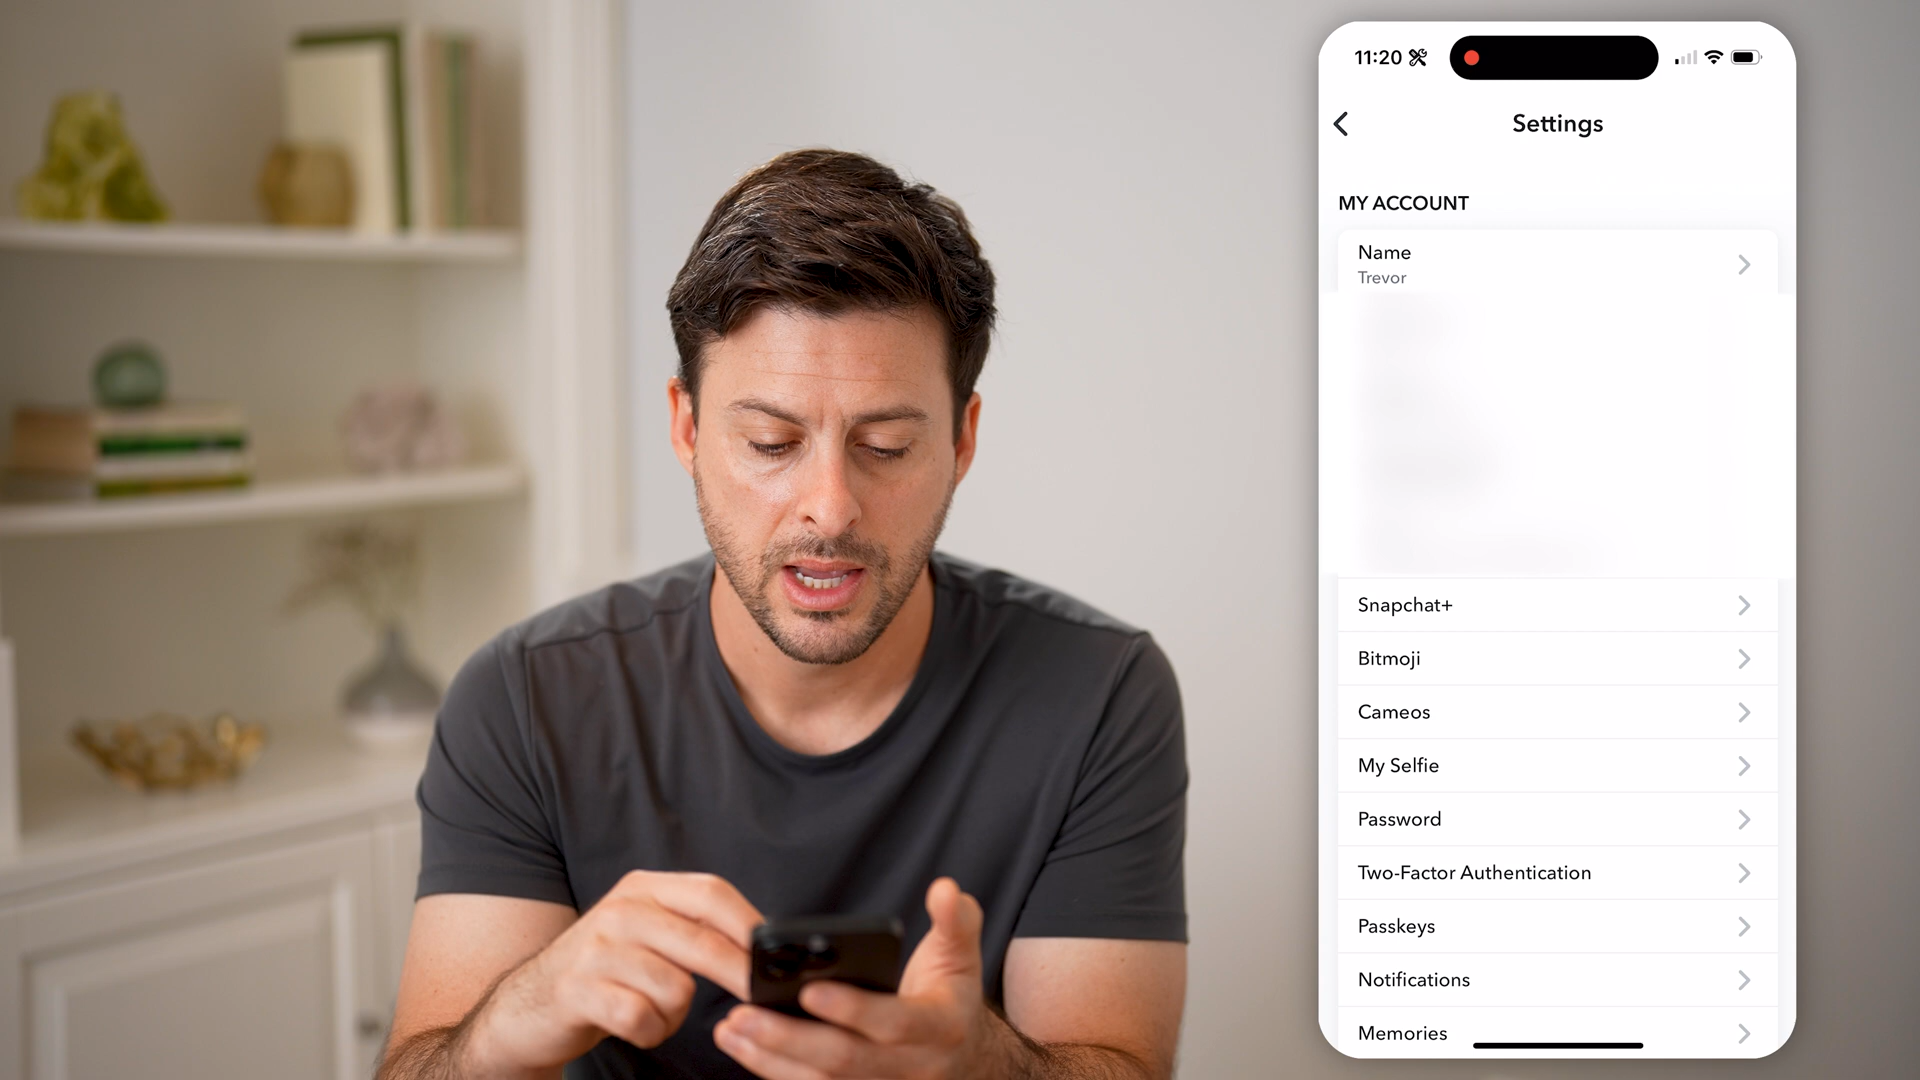 11:20
Settings
MY ACCOUNT
Name
Trevor
Snapchat+
Bitmoji
Cameos
My Selfie
Password
Two-Factor Authentication
Passkeys
Notifications
Memories